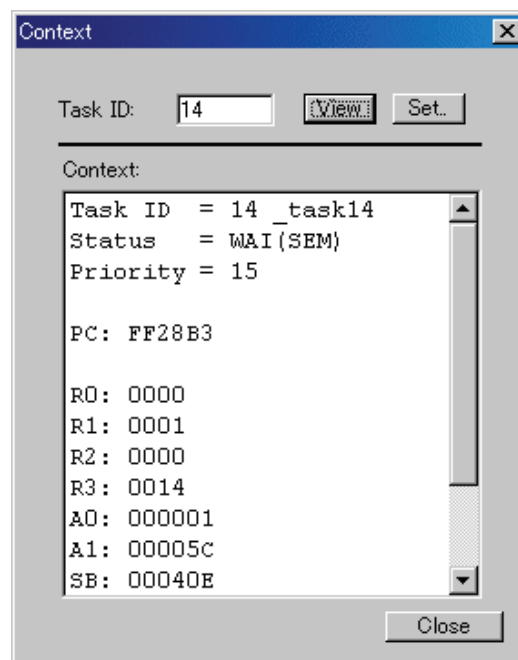 Context
Task ID: 14 View Set..
Context:
Task ID = 14 _task14
Status = WAI(SEM)
Priority = 15
PC: FF28B3
R0: 0000
R1: 0001
R2: 0000
R3: 0014
A0: 000001
A1: 00005C
SB: 00040E
Close